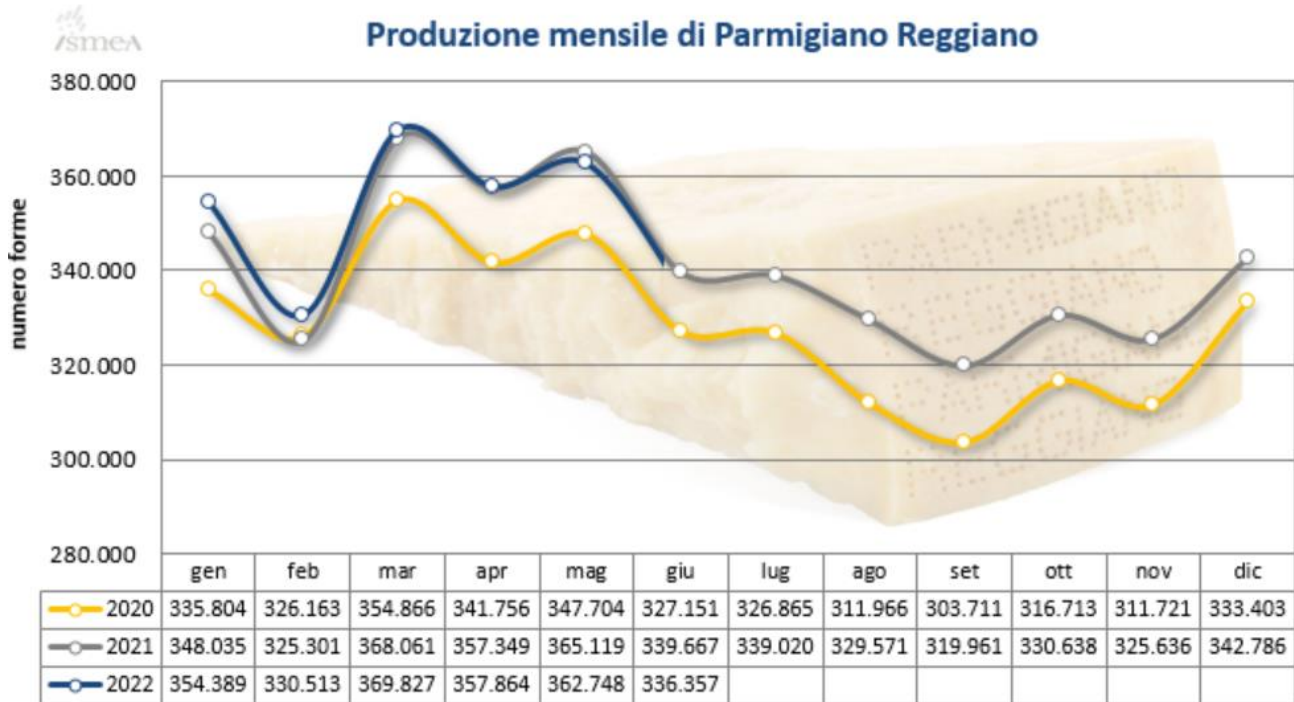 ismeA
Produzione mensile di Parmigiano Reggiano
numero forme
380.000
360.000
340.000
320.000
300.000
280.000
gen feb mar apr mag giu lug ago set ott nov dic
2020 335.804 326.163 354.866 341.756 347.704 327.151 326.865 311.966 303.711 316.713 311.721 333.403
2021 348.035 325.301 368.061 357.349 365.119 339.667 339.020 329.571 319.961 330.638 325.636 342.786
2022 354.389 330.513 369.827 357.864 362.748 336.357